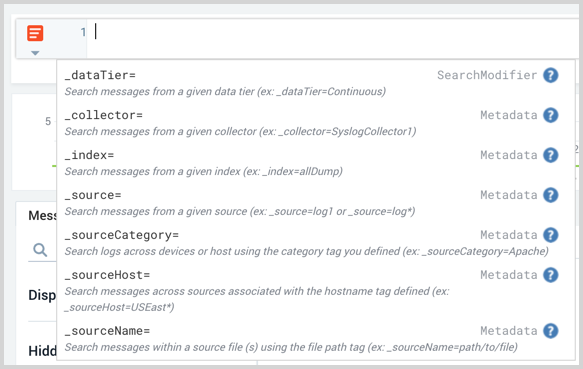 1
_dataTier= SearchModifier ?
Search messages from a given data tier (ex: _dataTier=Continuous)
_collector= Metadata ?
Search messages from a given collector (ex: _collector=SyslogCollector1)
5
_index= Metadata ?
Search messages from a given index (ex: _index=allDump)
_source= Metadata ?
Search messages from a given source (ex: _source=log1 or _source=log*)
Mess
_sourceCategory= Metadata ?
Search logs across devices or host using the category tag you defined (ex: _sourceCategory=Apache)
_sourceHost= Metadata ?
Search messages across sources associated with the hostname tag defined (ex:
Disp
_sourceHost=USEast*)
_sourceName= Metadata ?
Search messages within a source file (s) using the file path tag (ex: _sourceName=path/to/file)
Hidd